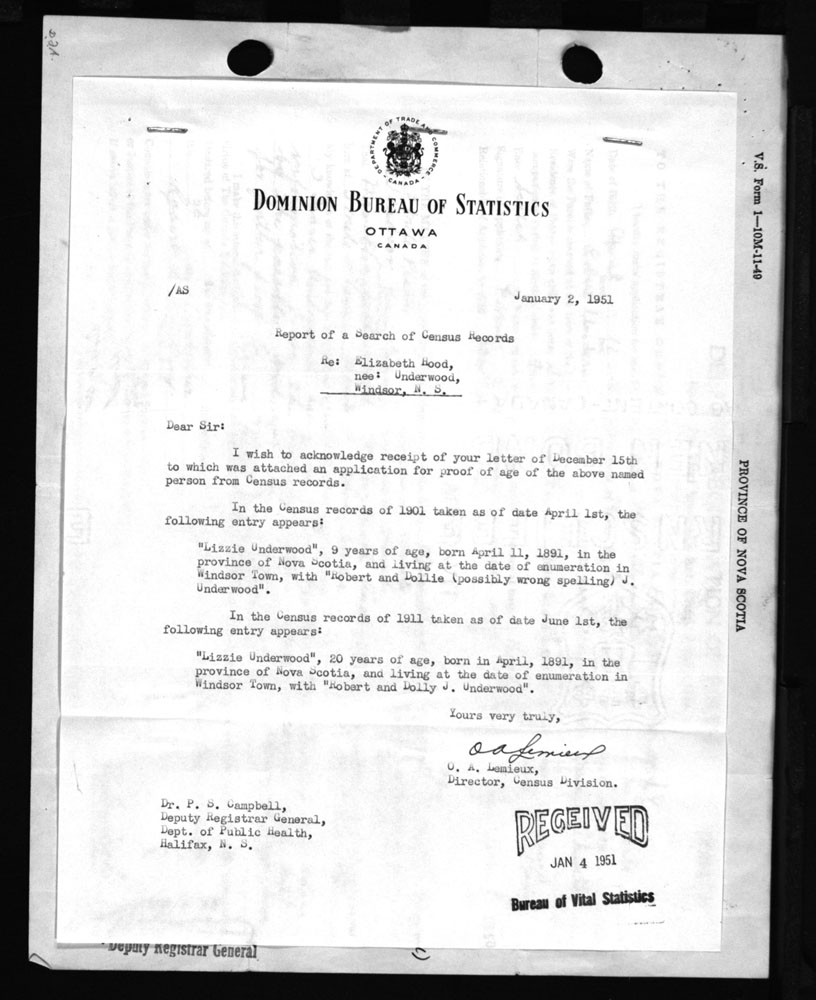 DEPARTMENT OF TRADE AND COMMERCE
CANADA
DOMINION BUREAU OF STATISTICS
OTTAWA
CANADA
/AS
January 2, 1951
Report of a Search of Census Records
Re: Elizabeth Hood,
nee: Underwood,
Windsor, N. S.
Dear Sir:
I wish to acknowledge receipt of your letter of December 15th
to which was attached an application for proof of age of the above named
person from Census records.
In the Census records of 1901 taken as of date April 1st, the
following entry appears:
"Lizzie Underwood", 9 years of age, born April 11, 1891, in the
province of Nova Scotia, and living at the date of enumeration in
Windsor Town, with "Robert and Dollie (possibly wrong spelling) J.
Underwood".
In the Census records of 1911 taken as of date June 1st, the
following entry appears:
"Lizzie Underwood", 20 years of age, born in April, 1891, in the
province of Nova Scotia, and living at the date of enumeration in
Windsor Town, with "Robert and Dolly J. Underwood".
Yours very truly,
O A Lemieux
O. A. Lemieux,
Director, Census Division.
Dr. P. S. Campbell,
Deputy Registrar General,
Dept. of Public Health,
Halifax, N. S.
RECEIVED
JAN 4 1951
Bureau of Vital Statistics
Deputy Registrar General
V.S. Form 1—10M-11-49
PROVINCE OF NOVA SCOTIA